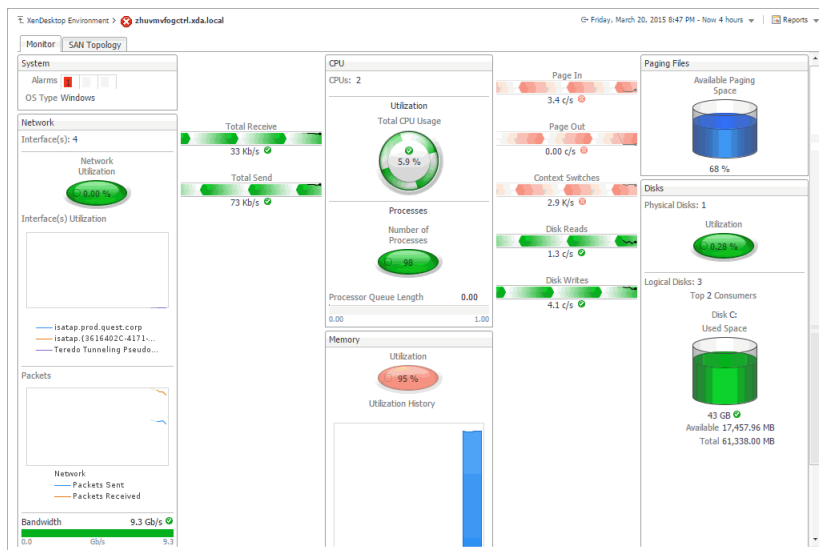 XenDesktop Environment > zhuvmvfogctrl.xda.local
Friday, March 20, 2015 8:47 PM - Now 4 hours
Reports
Monitor
SAN Topology
System
Alarms 1
OS Type Windows
Network
Interface(s): 4
Network
Utilization
0.00 %
Interface(s) Utilization
isatap.prod.quest.corp
isatap.{3616402C-4171-...
Teredo Tunneling Pseudo...
Packets
Network
Packets Sent
Packets Received
Bandwidth 9.3 Gb/s
0.0 Gb/s 9.3
Total Receive
33 Kb/s
Total Send
73 Kb/s
CPU
CPUs: 2
Utilization
Total CPU Usage
5.9 %
Processes
Number of
Processes
98
Processor Queue Length 0.00
0.00 1.00
Memory
Utilization
95 %
Utilization History
Page In
3.4 c/s
Page Out
0.00 c/s
Context Switches
2.9 K/s
Disk Reads
1.3 c/s
Disk Writes
4.1 c/s
Paging Files
Available Paging
Space
68 %
Disks
Physical Disks: 1
Utilization
0.28 %
Logical Disks: 3
Top 2 Consumers
Disk C:
Used Space
43 GB
Available 17,457.96 MB
Total 61,338.00 MB